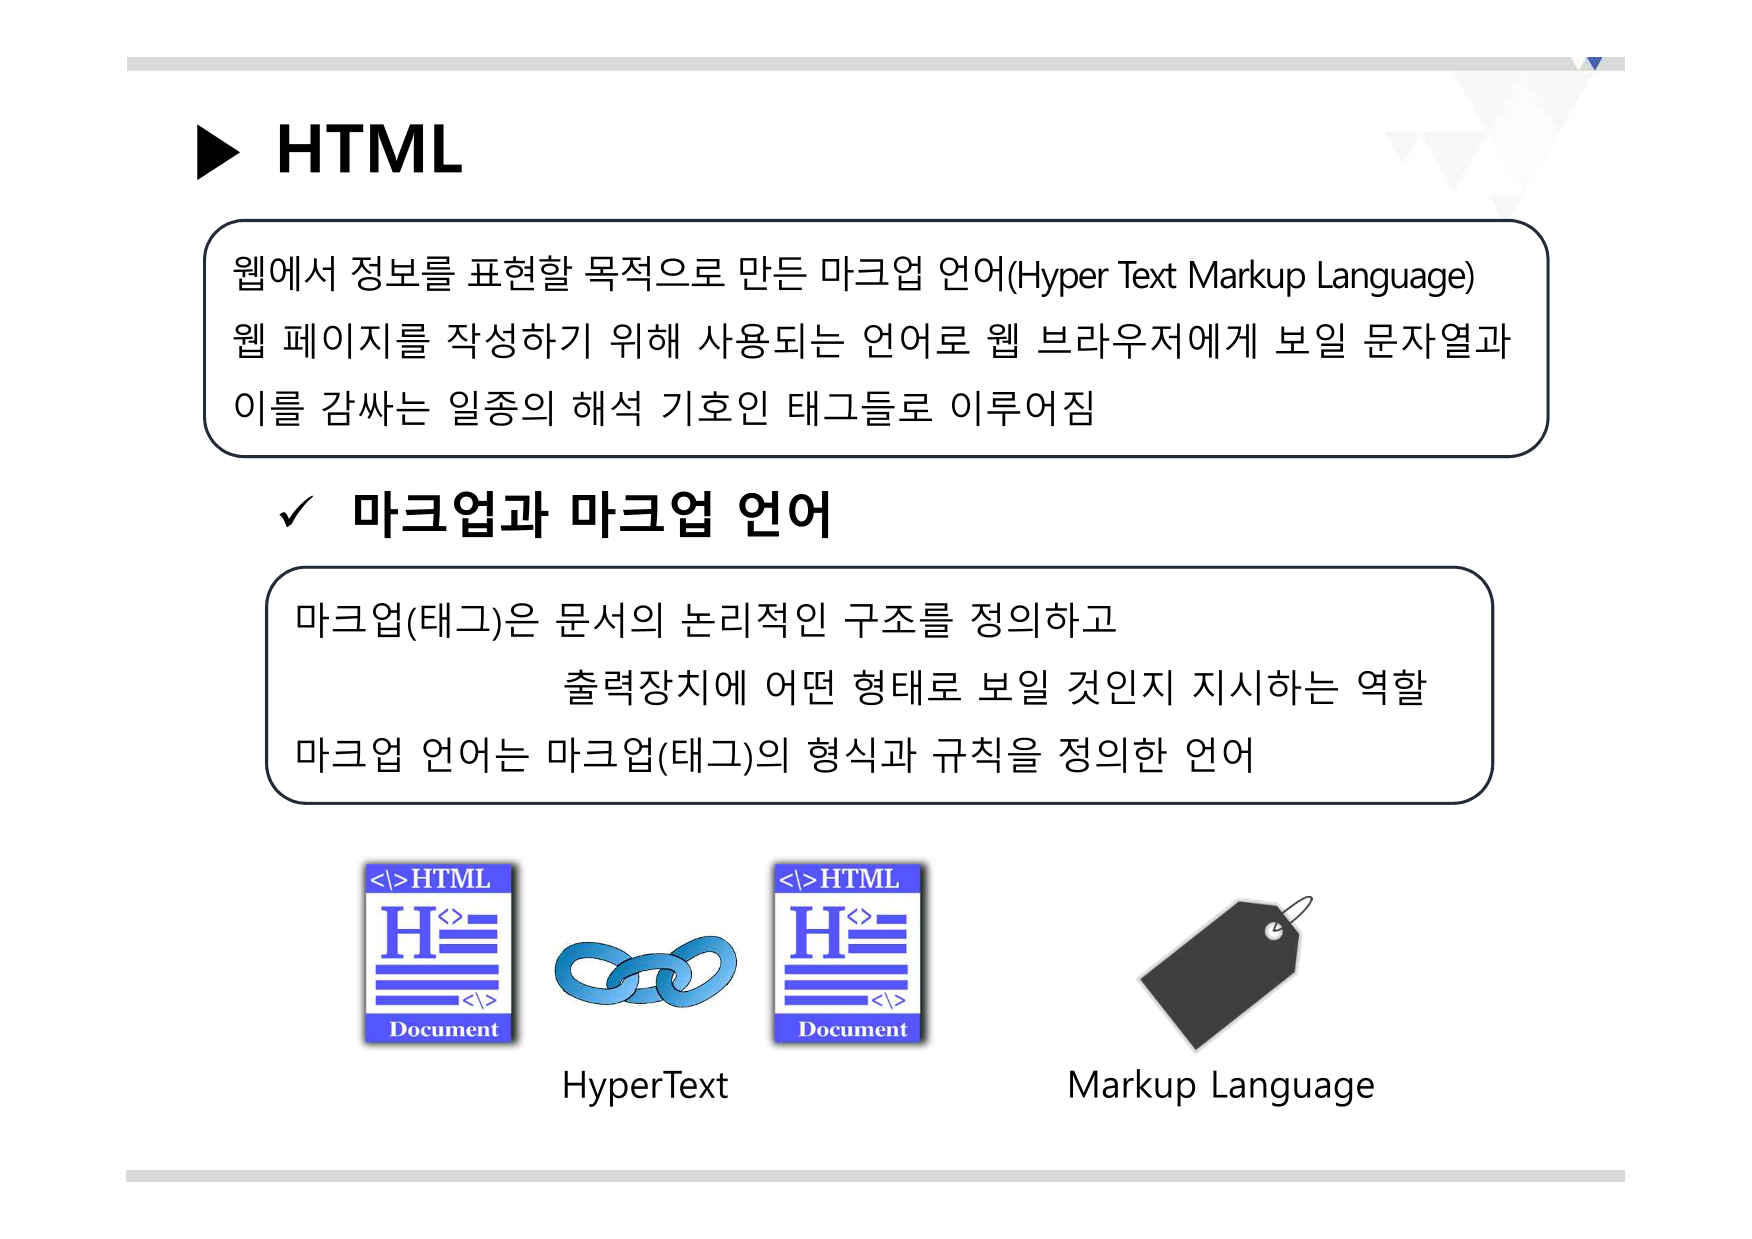 ▶ HTML
웹에서 정보를 표현할 목적으로 만든 마크업 언어(Hyper Text Markup Language)
웹 페이지를 작성하기 위해 사용되는 언어로 웹 브라우저에게 보일 문자열과
이를 감싸는 일종의 해석 기호인 태그들로 이루어짐
✓ 마크업과 마크업 언어
마크업(태그)은 문서의 논리적인 구조를 정의하고
출력장치에 어떤 형태로 보일 것인지 지시하는 역할
마크업 언어는 마크업(태그)의 형식과 규칙을 정의한 언어
<\>HTML
H<>
<\>
Document
<\>HTML
H<>
<\>
Document
HyperText
Markup Language